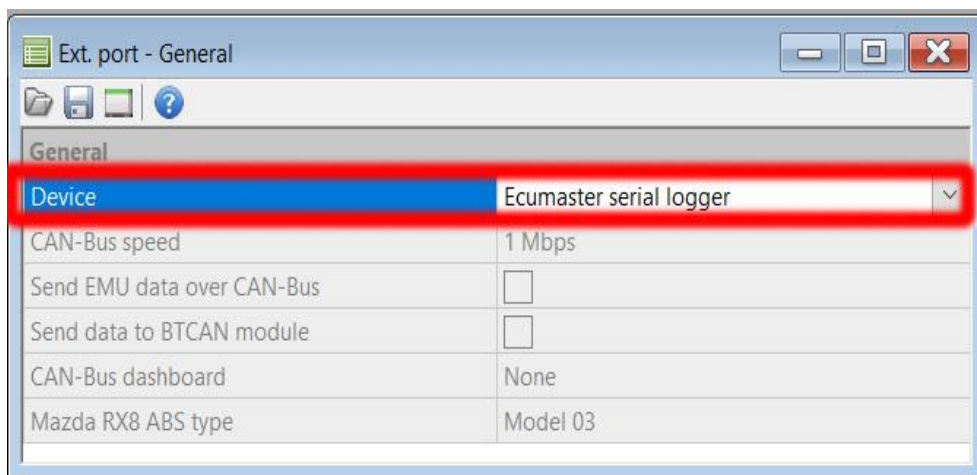 Ext. port - General
General
Device Ecumaster serial logger
CAN-Bus speed 1 Mbps
Send EMU data over CAN-Bus
Send data to BTCAN module
CAN-Bus dashboard None
Mazda RX8 ABS type Model 03